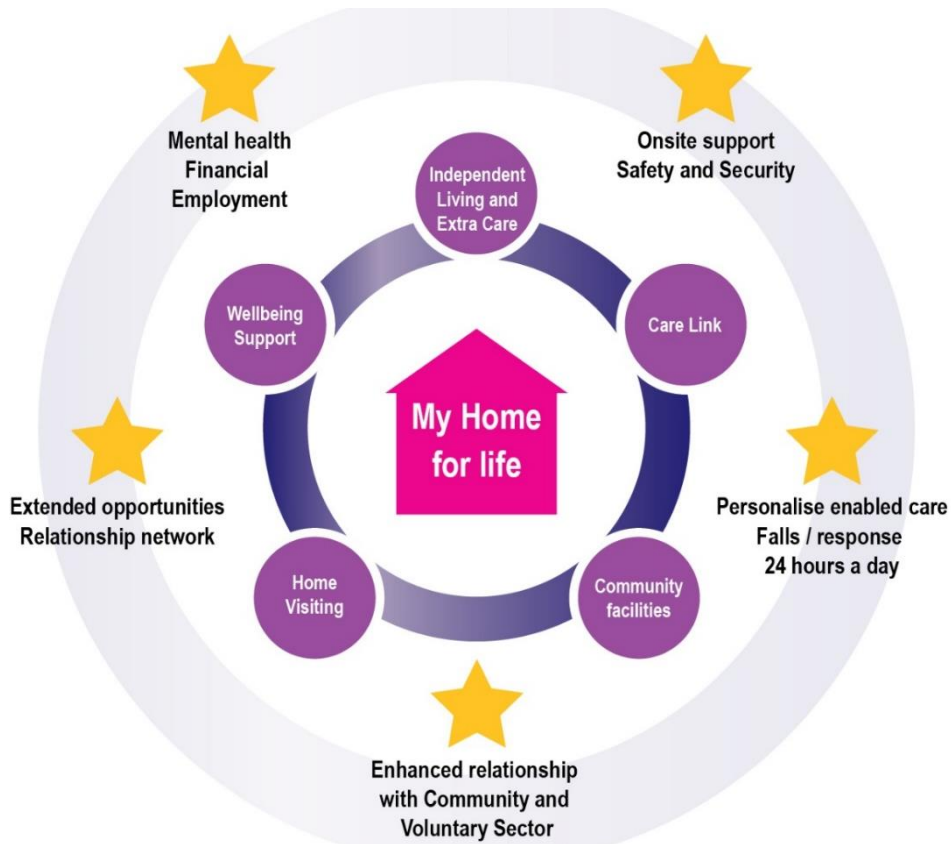 Mental health
Financial
Employment
Onsite support
Safety and Security
Independent
Living and
Extra Care
Wellbeing
Support
Care Link
My Home
for life
Extended opportunities
Relationship network
Personalise enabled care
Falls / response
24 hours a day
Home
Visiting
Community
facilities
Enhanced relationship
with Community and
Voluntary Sector